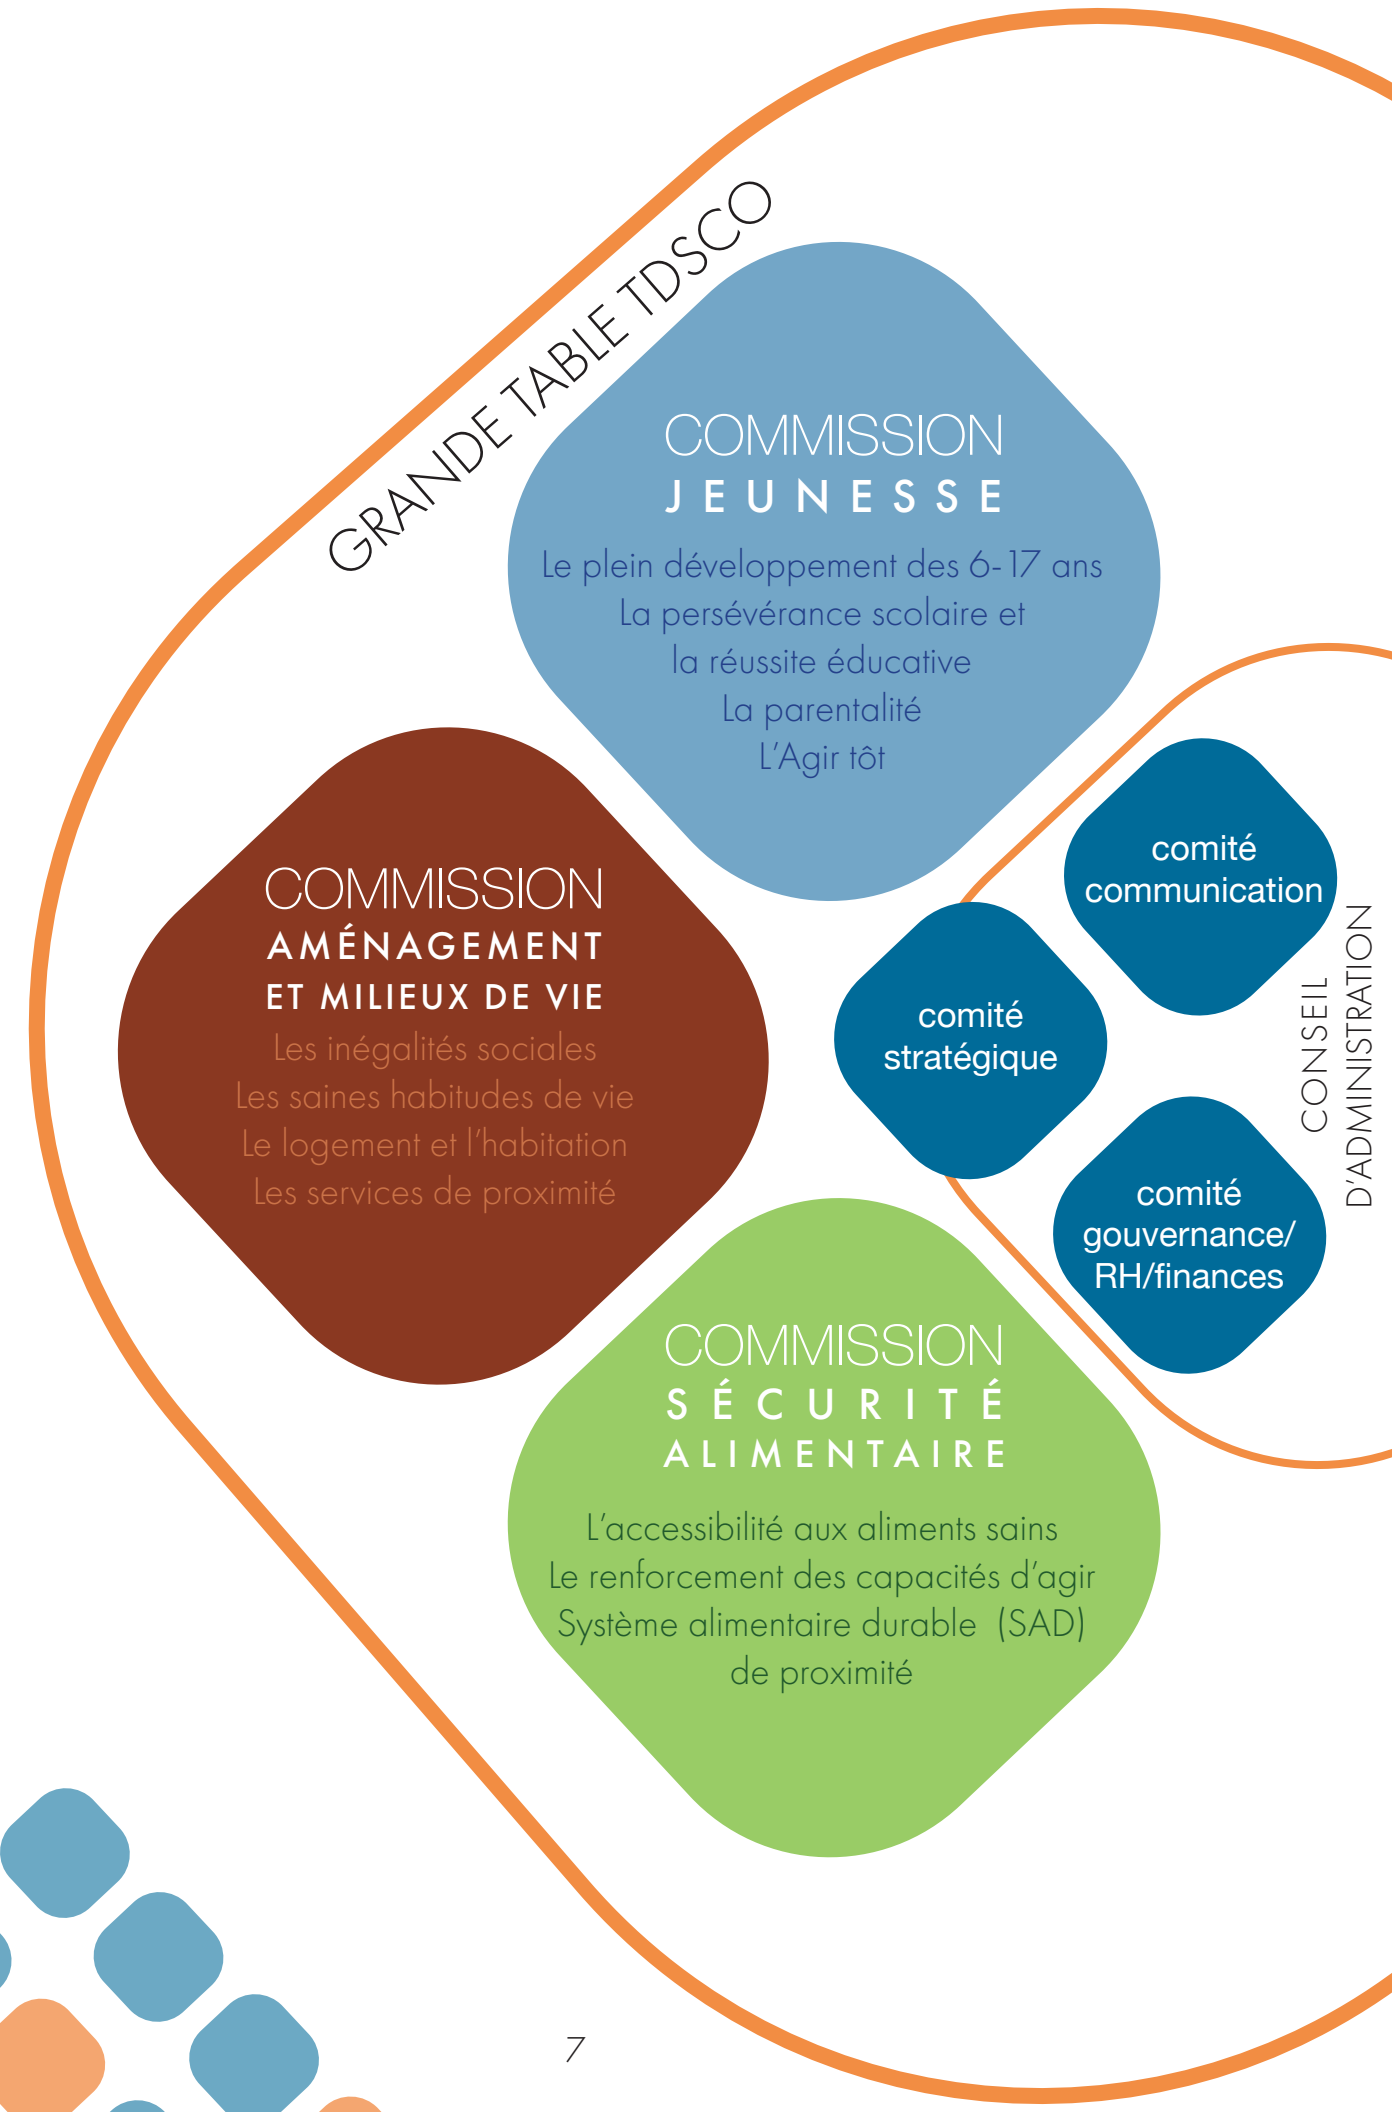 GRANDE TABLE TDSCO
COMMISSION
JEUNESSE
Le plein développement des 6-17 ans
La persévérance scolaire et
la réussite éducative
La parentalité
L'Agir tôt
COMMISSION
AMÉNAGEMENT
ET MILIEUX DE VIE
Les inégalités sociales
Les saines habitudes de vie
Le logement et l'habitation
Les services de proximité
comité
communication
comité
stratégique
comité
gouvernance/
RH/finances
CONSEIL
D'ADMINISTRATION
COMMISSION
SÉCURITÉ
ALIMENTAIRE
L'accessibilité aux aliments sains
Le renforcement des capacités d'agir
Système alimentaire durable (SAD)
de proximité
7